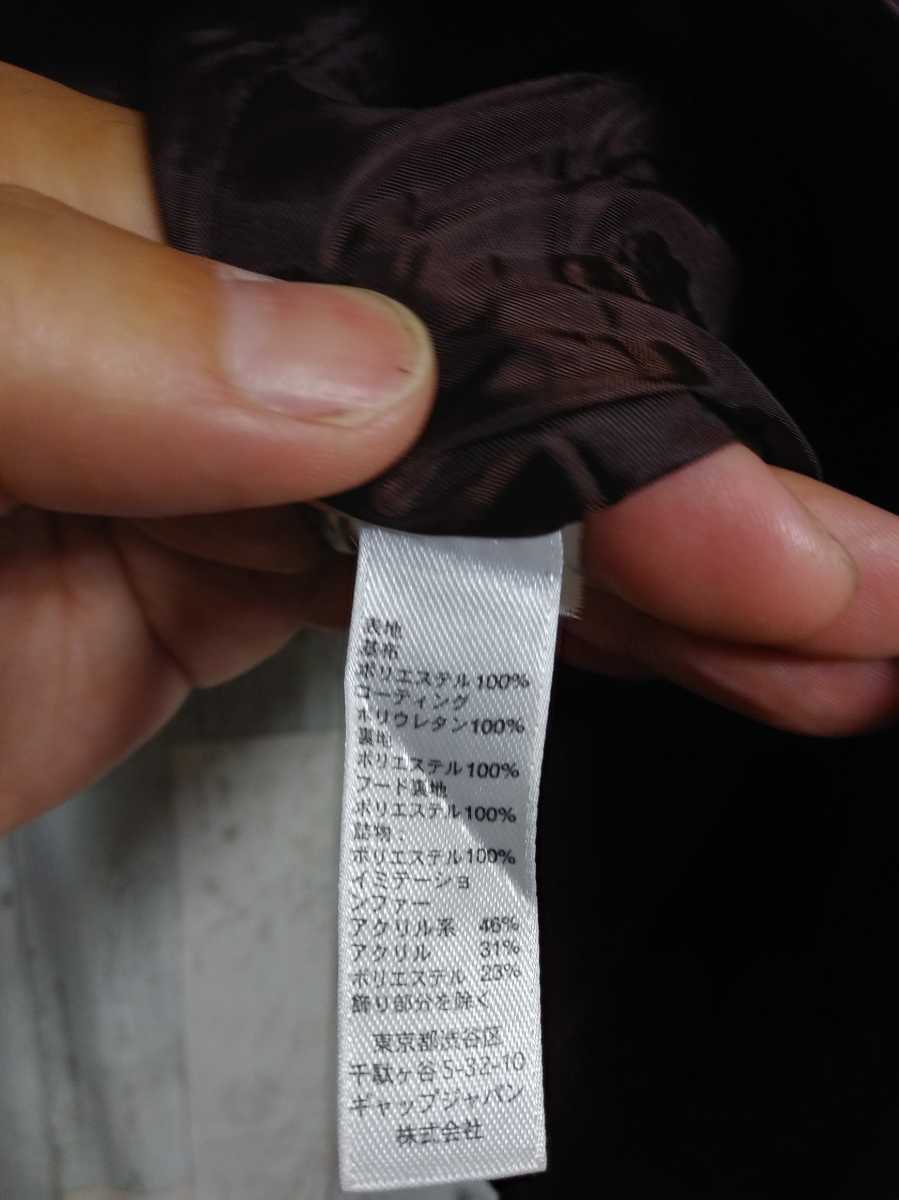 表地
基布
ポリエステル100%
コーティング
ポリウレタン100%
裏地
ポリエステル100%
フード裏地
ポリエステル100%
詰物:
ポリエステル100%
イミテーショ
ンファー
アクリル系 46%
アクリル 31%
ポリエステル 23%
飾り部分を除く
東京都渋谷区
千駄ヶ谷5-32-10
ギャップジャパン
株式会社